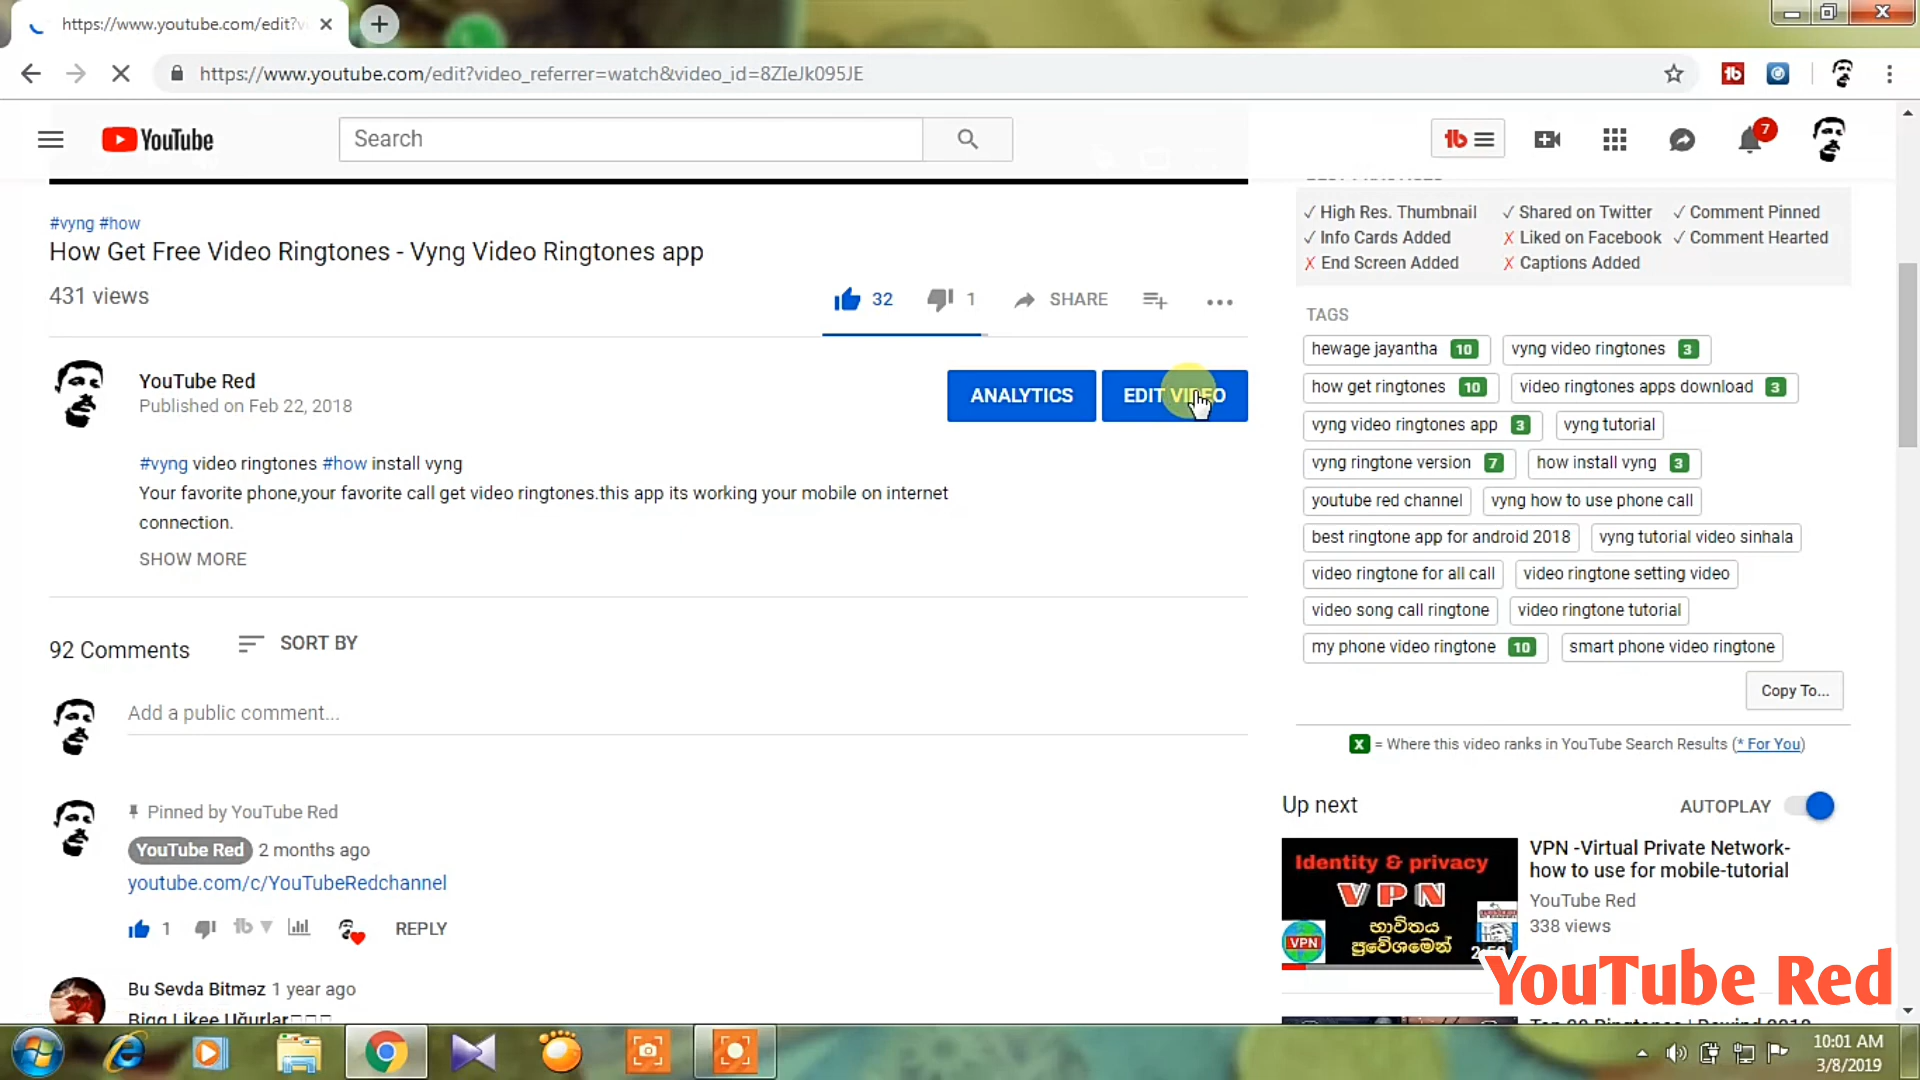 https://www.youtube.com/edit?v
https://www.youtube.com/edit?video_referrer=watch&video_id=8ZIeJk095JE
YouTube
Search
7
#vyng #how
How Get Free Video Ringtones - Vyng Video Ringtones app
431 views
32
1
SHARE
YouTube Red
Published on Feb 22, 2018
ANALYTICS
EDIT VIDEO
#vyng video ringtones #how install vyng
Your favorite phone,your favorite call get video ringtones.this app its working your mobile on internet
connection.
SHOW MORE
92 Comments
SORT BY
Add a public comment...
Pinned by YouTube Red
YouTube Red 2 months ago
youtube.com/c/YouTubeRedchannel
1
REPLY
Bu Sevda Bitməz 1 year ago
Bigg Likee Uğurlar
✓ High Res. Thumbnail ✓ Shared on Twitter ✓ Comment Pinned
✓ Info Cards Added X Liked on Facebook ✓ Comment Hearted
X End Screen Added X Captions Added
TAGS
hewage jayantha 10 vyng video ringtones 3
how get ringtones 10 video ringtones apps download 3
vyng video ringtones app 3 vyng tutorial
vyng ringtone version 7 how install vyng 3
youtube red channel vyng how to use phone call
best ringtone app for android 2018 vyng tutorial video sinhala
video ringtone for all call video ringtone setting video
video song call ringtone video ringtone tutorial
my phone video ringtone 10 smart phone video ringtone
Copy To...
X = Where this video ranks in YouTube Search Results (* For You)
Up next
AUTOPLAY
Identity & privacy
VPN
භාවිතය
ප්‍රවේශමෙන්
VPN
VPN -Virtual Private Network-
how to use for mobile-tutorial
YouTube Red
338 views
YouTube Red
10:01 AM
3/8/2019